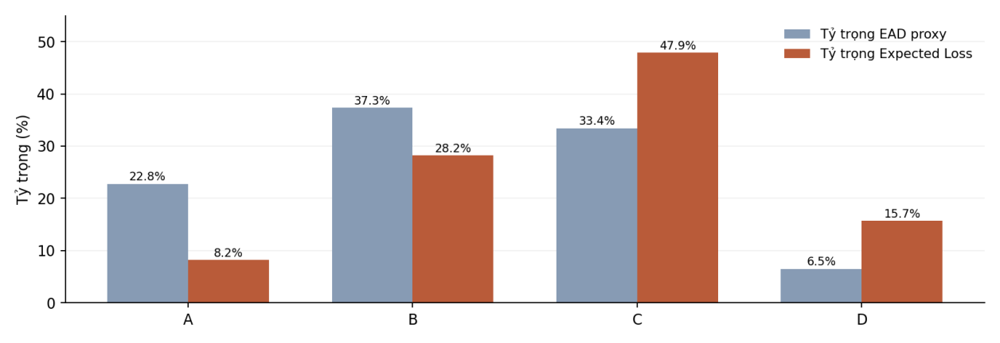 Tỷ trọng EAD proxy
Tỷ trọng Expected Loss
Tỷ trọng (%)
50
40
30
20
10
0
22.8%
8.2%
37.3%
28.2%
33.4%
47.9%
6.5%
15.7%
A
B
C
D